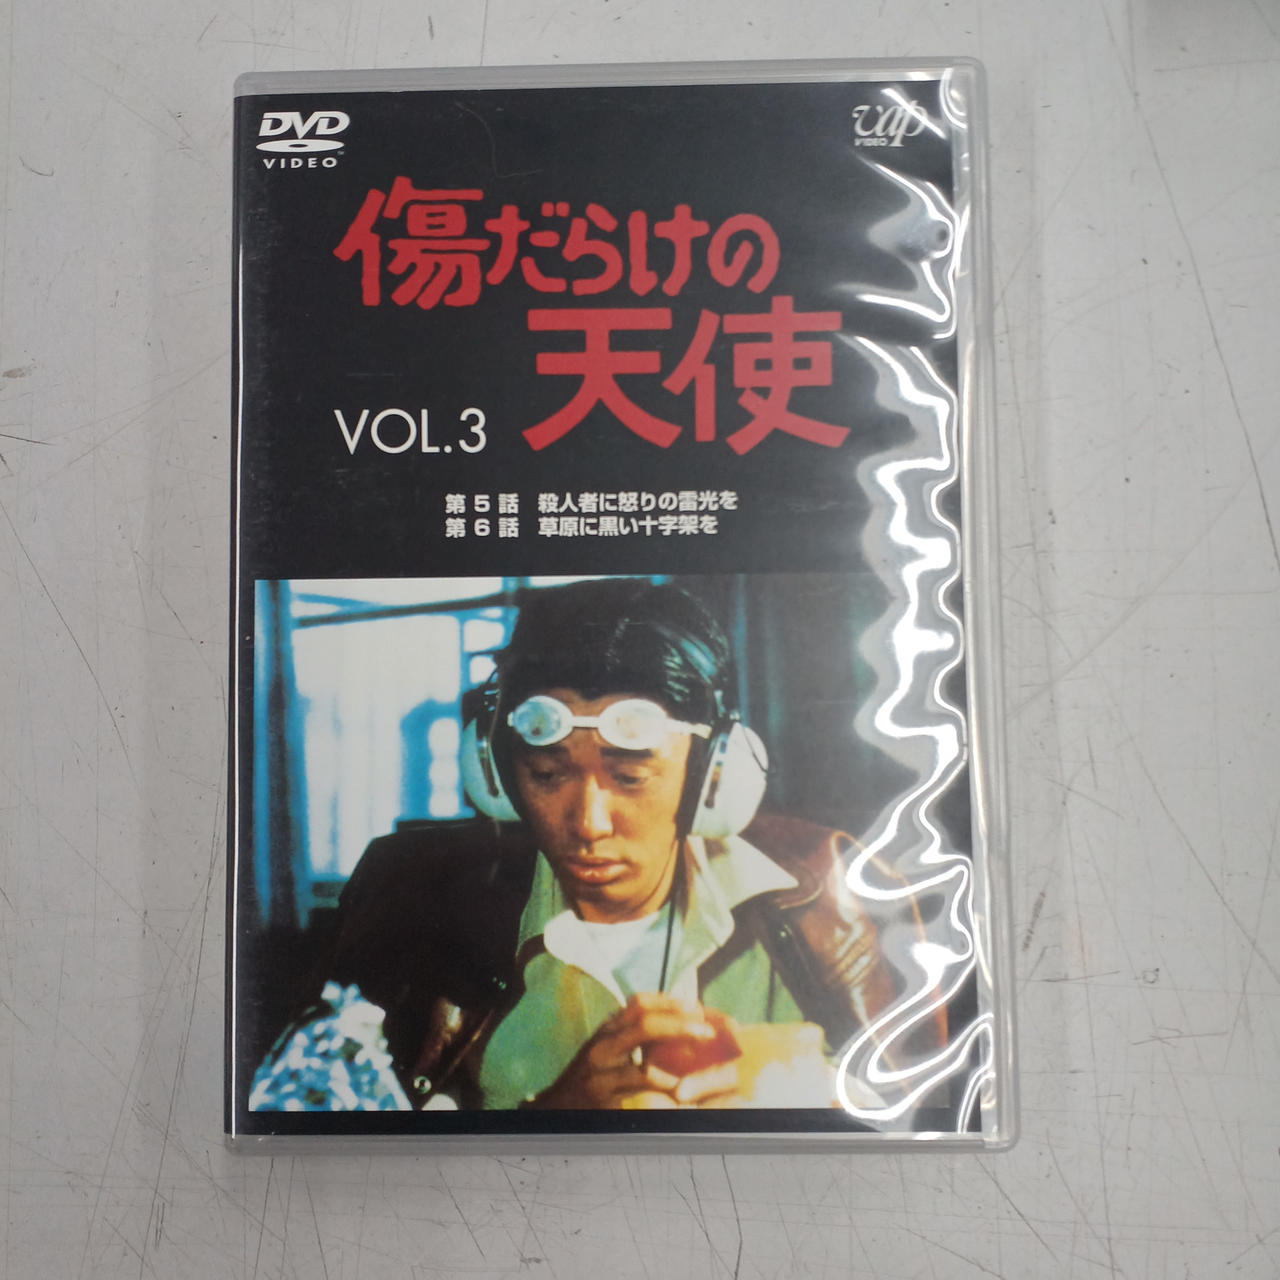 DVD
VIDEO
vap
VIDEO
傷だらけの
天使
VOL.3
第5話 殺人者に怒りの雷光を
第6話 草原に黒い十字架を